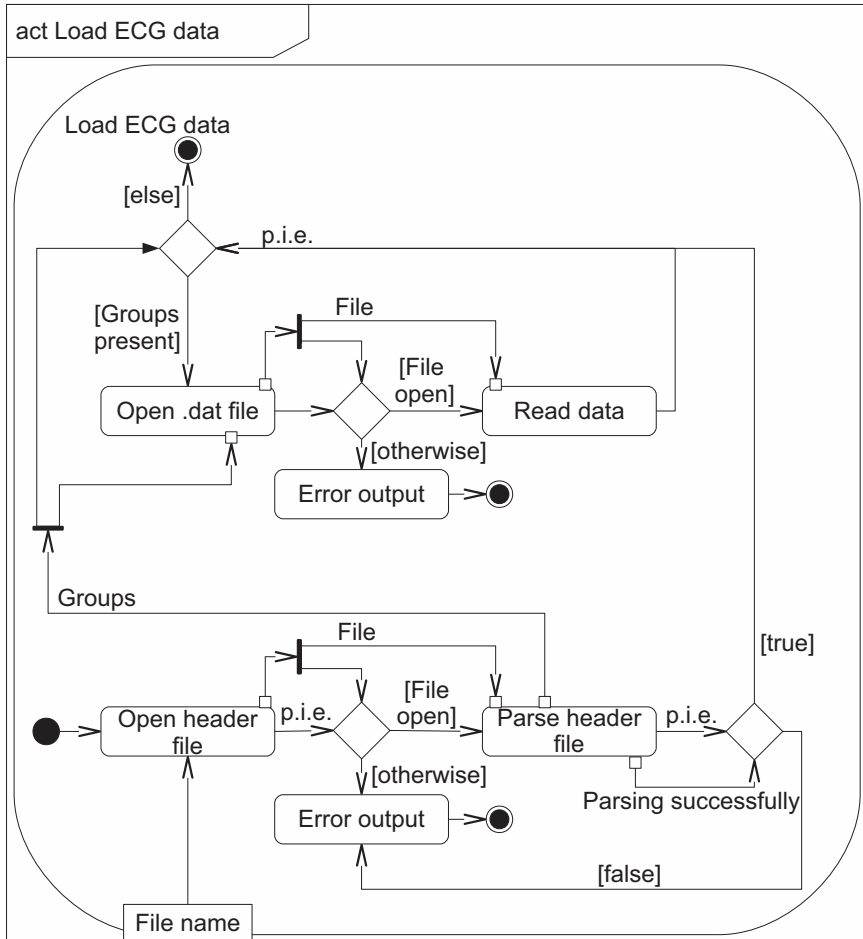 act Load ECG data
Load ECG data
[else]
p.i.e.
[Groups
present]
File
[File
open]
Open .dat file
Read data
[otherwise]
Error output
Groups
File
[true]
[File
open]
Open header
file
p.i.e.
Parse header
file
p.i.e.
[otherwise]
Parsing successfully
Error output
[false]
File name